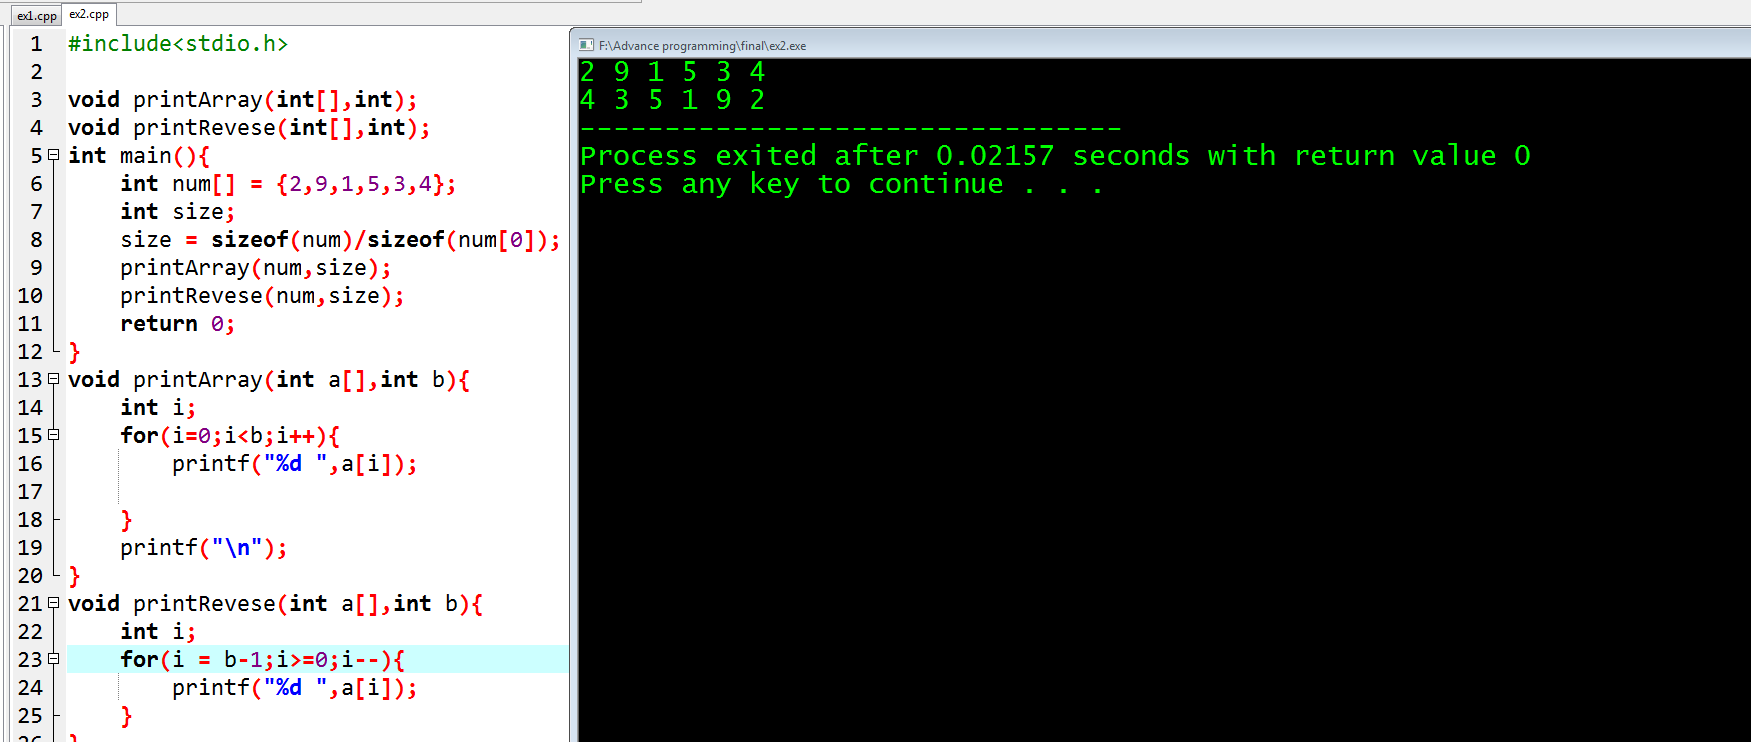 ex1.cpp ex2.cpp
1 #include<stdio.h>
2
3 void printArray(int[],int);
4 void printRevese(int[],int);
5 int main(){
6 int num[] = {2,9,1,5,3,4};
7 int size;
8 size = sizeof(num)/sizeof(num[0]);
9 printArray(num,size);
10 printRevese(num,size);
11 return 0;
12 }
13 void printArray(int a[],int b){
14 int i;
15 for(i=0;i<b;i++){
16 printf("%d ",a[i]);
17
18 }
19 printf("\n");
20 }
21 void printRevese(int a[],int b){
22 int i;
23 for(i = b-1;i>=0;i--){
24 printf("%d ",a[i]);
25 }
26 }
F:\Advance programming\final\ex2.exe
2 9 1 5 3 4
4 3 5 1 9 2
--------------------------------
Process exited after 0.02157 seconds with return value 0
Press any key to continue . . .